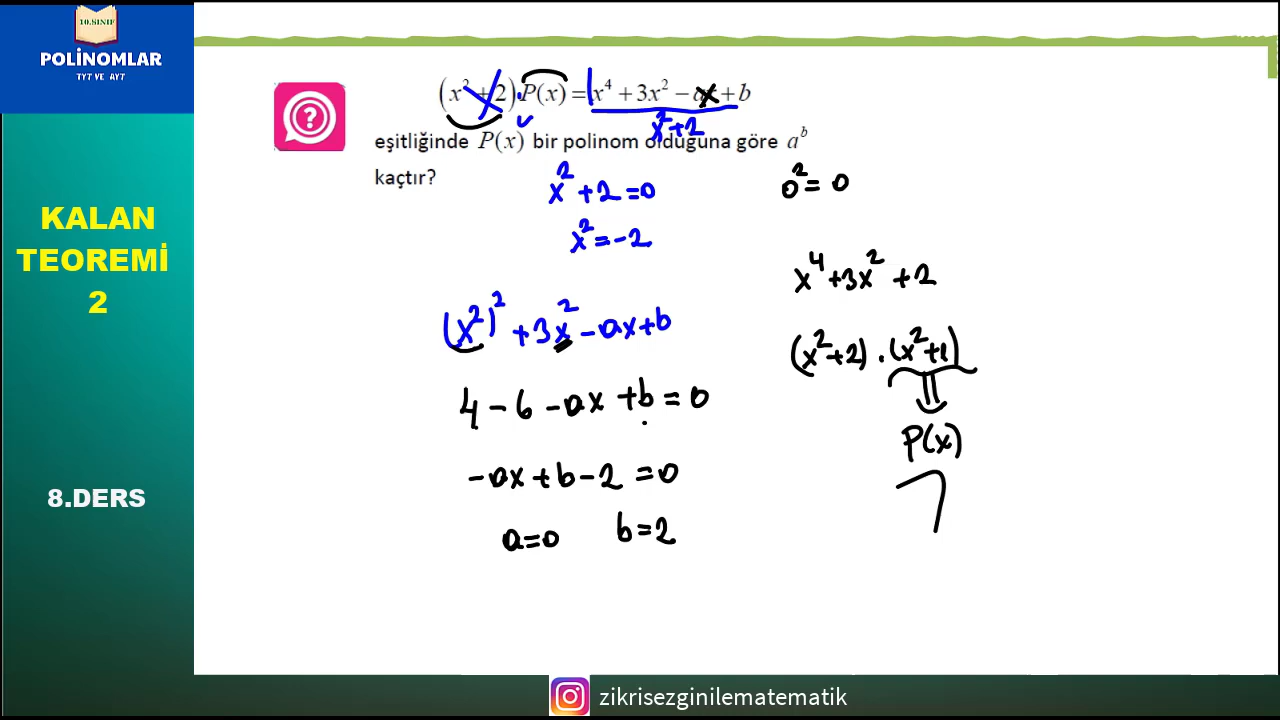 10.SINIF
POLİNOMLAR
TYT VE AYT
KALAN
TEOREMİ
2
8.DERS
(x² + 2).P(x) = x⁴ + 3x² − ax + b
x²+2
eşitliğinde P(x) bir polinom olduğuna göre aᵇ
kaçtır?
x² + 2 = 0
x² = −2
(x²)² + 3x² − ax + b
4 − 6 − ax + b = 0
−ax + b − 2 = 0
a = 0 b = 2
0² = 0
x⁴ + 3x² + 2
(x²+2) . (x²+1)
P(x)
zikrisezginilematematik